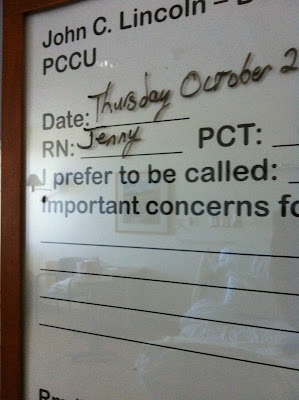 John C. Lincoln – D
PCCU
Date: Thursday October 2
RN: Jenny PCT:
I prefer to be called:
Important concerns fo